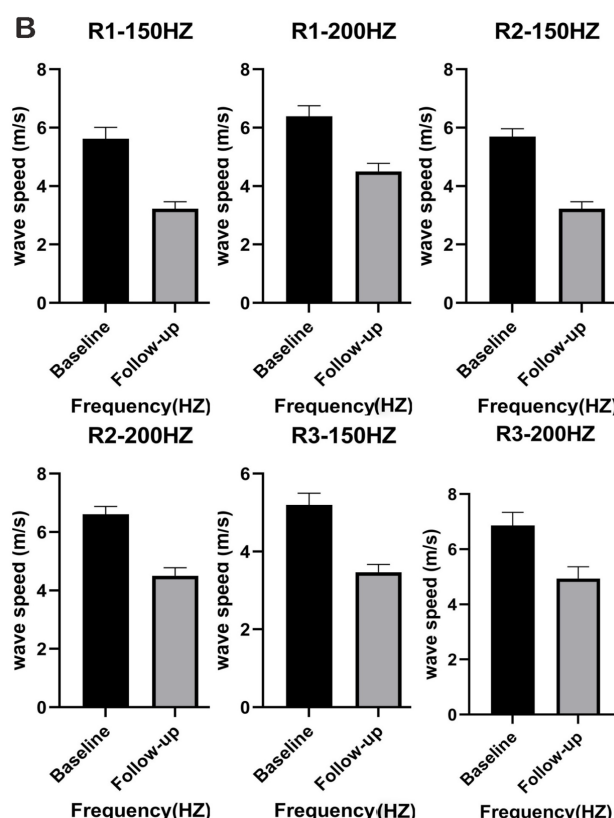 B
R1-150HZ
8
6
4
2
0
wave speed (m/s)
Baseline
Follow-up
Frequency(HZ)
R1-200HZ
8
6
4
2
0
wave speed (m/s)
Baseline
Follow-up
Frequency(HZ)
R2-150HZ
8
6
4
2
0
wave speed (m/s)
Baseline
Follow-up
Frequency(HZ)
R2-200HZ
8
6
4
2
0
wave speed (m/s)
Baseline
Follow-up
Frequency(HZ)
R3-150HZ
6
4
2
0
wave speed (m/s)
Baseline
Follow-up
Frequency(HZ)
R3-200HZ
8
6
4
2
0
wave speed (m/s)
Baseline
Follow-up
Frequency(HZ)